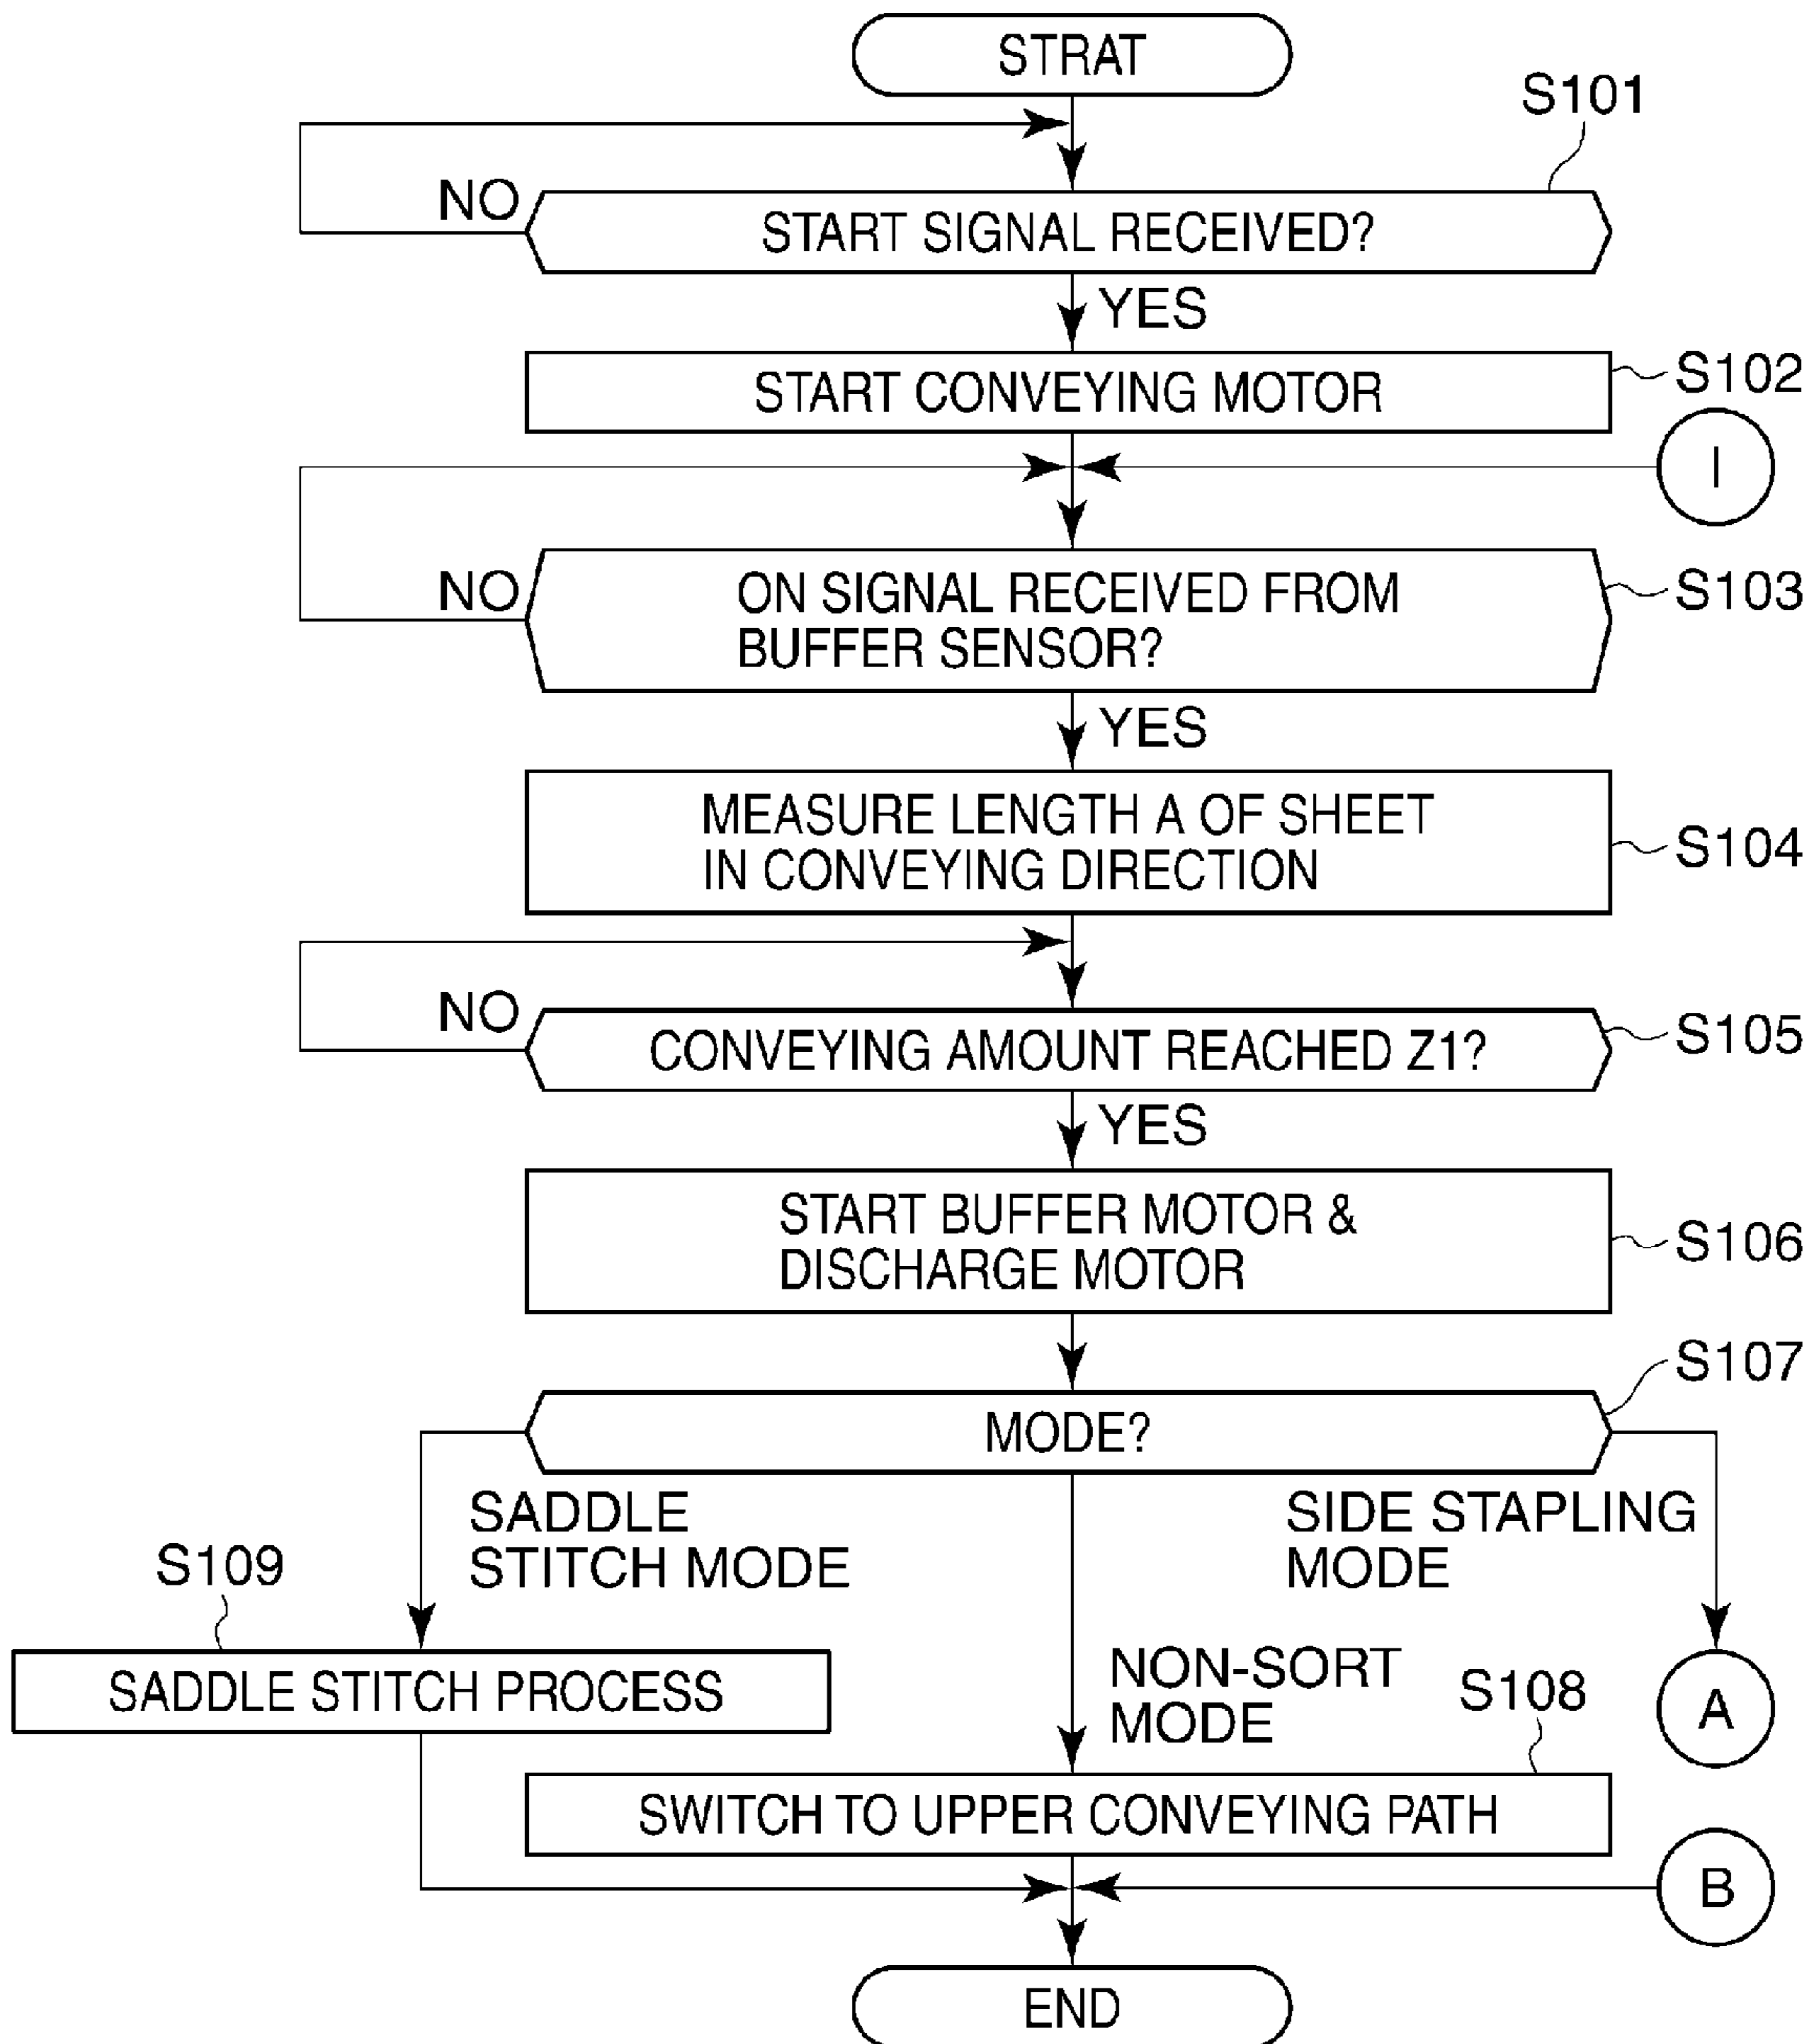 STRAT
S101
NO
START SIGNAL RECEIVED?
YES
START CONVEYING MOTOR
S102
I
NO
ON SIGNAL RECEIVED FROM
BUFFER SENSOR?
S103
YES
MEASURE LENGTH A OF SHEET
IN CONVEYING DIRECTION
S104
NO
CONVEYING AMOUNT REACHED Z1?
S105
YES
START BUFFER MOTOR &
DISCHARGE MOTOR
S106
S107
MODE?
SADDLE
STITCH MODE
SIDE STAPLING
MODE
S109
SADDLE STITCH PROCESS
NON-SORT
MODE
S108
A
SWITCH TO UPPER CONVEYING PATH
B
END